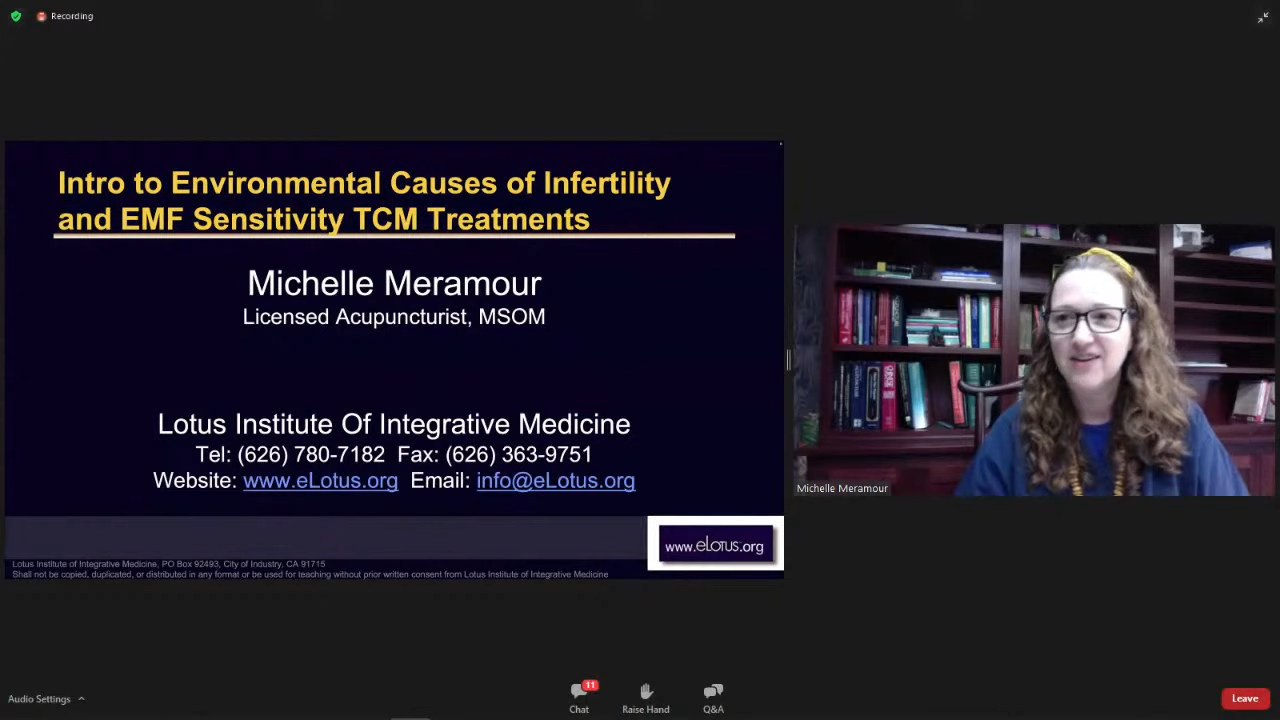 Recording
Intro to Environmental Causes of Infertility
and EMF Sensitivity TCM Treatments
Michelle Meramour
Licensed Acupuncturist, MSOM
Lotus Institute Of Integrative Medicine
Tel: (626) 780-7182 Fax: (626) 363-9751
Website: www.eLotus.org Email: info@eLotus.org
www.eLotus.org
Lotus Institute of Integrative Medicine, PO Box 92493, City of Industry, CA 91715
Shall not be copied, duplicated, or distributed in any format or be used for teaching without prior written consent from Lotus Institute of Integrative Medicine
Michelle Meramour
Audio Settings
11
Chat
Raise Hand
Q&A
Leave